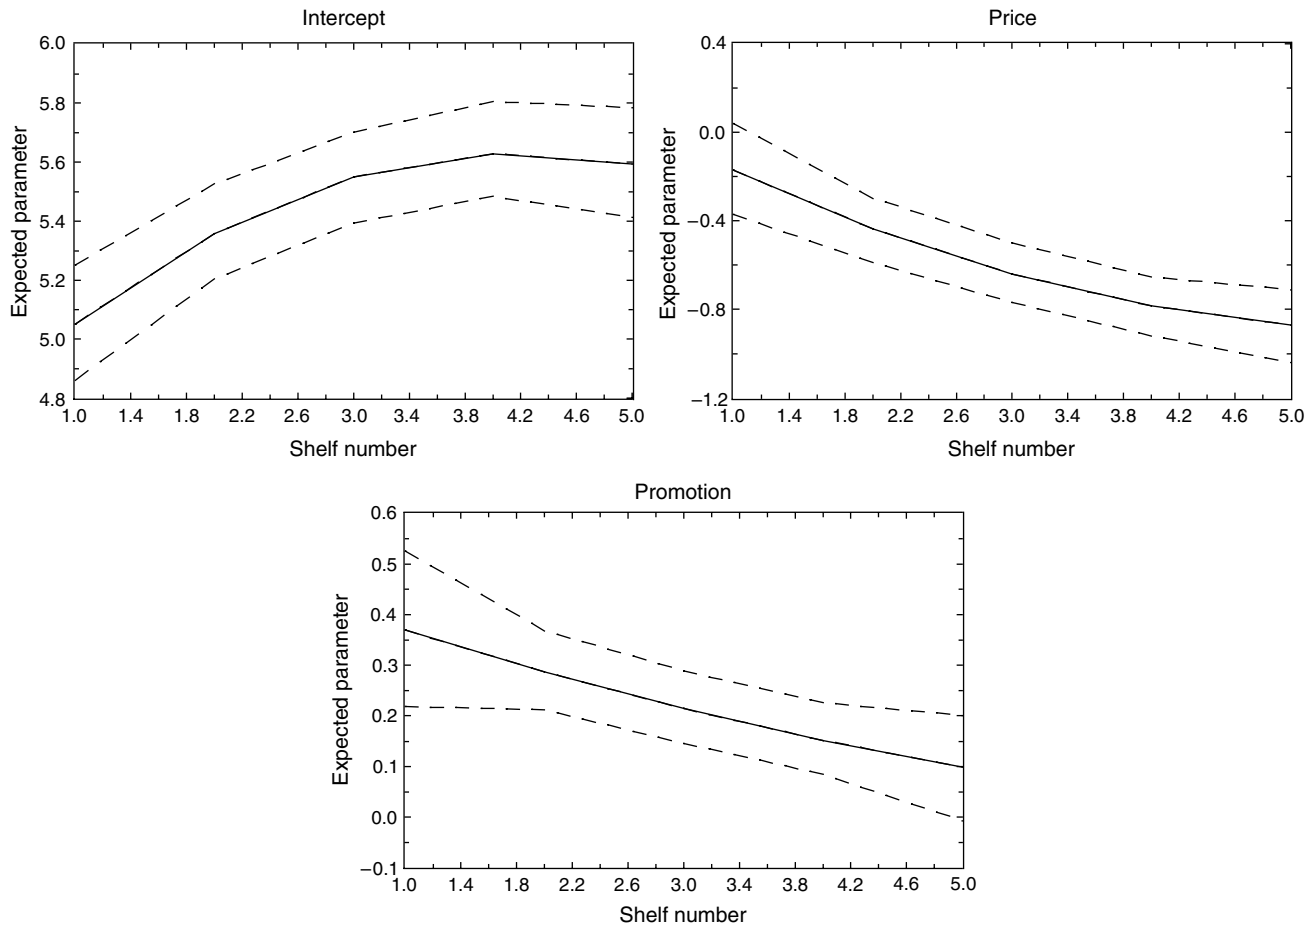 Intercept
6.0
5.8
5.6
5.4
5.2
5.0
4.8
Expected parameter
1.0 1.4 1.8 2.2 2.6 3.0 3.4 3.8 4.2 4.6 5.0
Shelf number
Price
0.4
0.0
−0.4
−0.8
−1.2
Expected parameter
1.0 1.4 1.8 2.2 2.6 3.0 3.4 3.8 4.2 4.6 5.0
Shelf number
Promotion
0.6
0.5
0.4
0.3
0.2
0.1
0.0
−0.1
Expected parameter
1.0 1.4 1.8 2.2 2.6 3.0 3.4 3.8 4.2 4.6 5.0
Shelf number